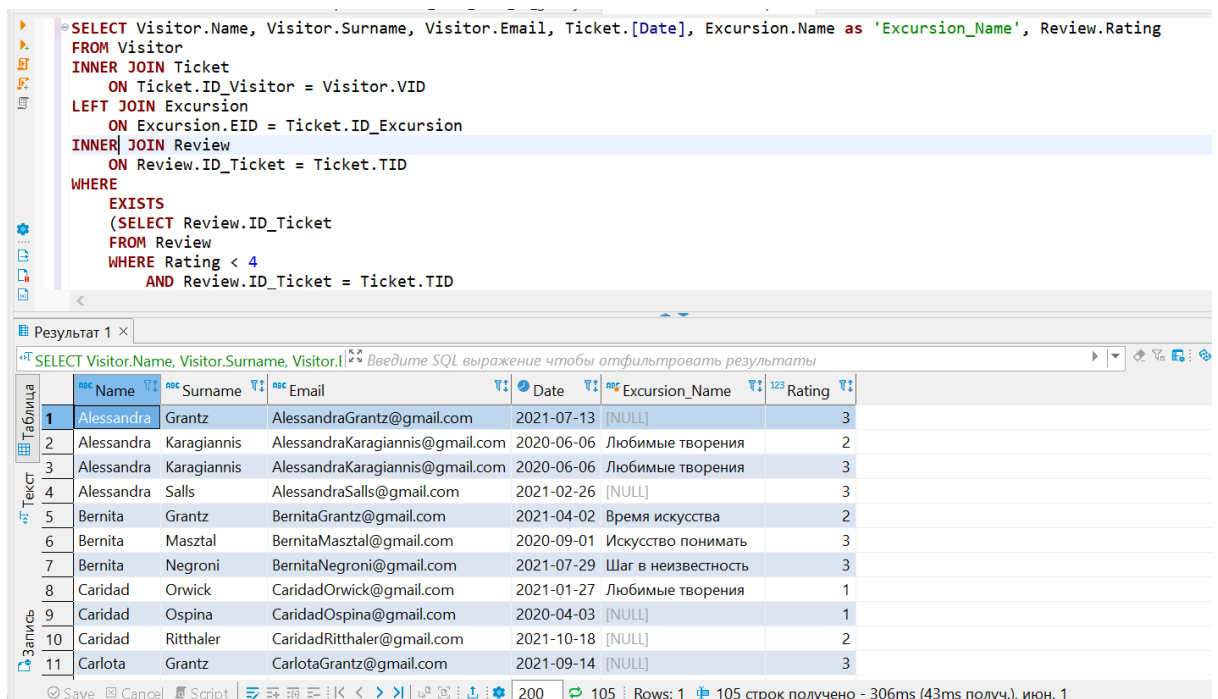 SELECT Visitor.Name, Visitor.Surname, Visitor.Email, Ticket.[Date], Excursion.Name as 'Excursion_Name', Review.Rating
FROM Visitor
INNER JOIN Ticket
ON Ticket.ID_Visitor = Visitor.VID
LEFT JOIN Excursion
ON Excursion.EID = Ticket.ID_Excursion
INNER JOIN Review
ON Review.ID_Ticket = Ticket.TID
WHERE
EXISTS
(SELECT Review.ID_Ticket
FROM Review
WHERE Rating < 4
AND Review.ID_Ticket = Ticket.TID
Результат 1
SELECT Visitor.Name, Visitor.Surname, Visitor.E Введите SQL выражение чтобы отфильтровать результаты
Таблица
Текст
Запись
Name Surname Email Date Excursion_Name 123 Rating
1 Alessandra Grantz AlessandraGrantz@gmail.com 2021-07-13 [NULL] 3
2 Alessandra Karagiannis AlessandraKaragiannis@gmail.com 2020-06-06 Любимые творения 2
3 Alessandra Karagiannis AlessandraKaragiannis@gmail.com 2020-06-06 Любимые творения 3
4 Alessandra Salls AlessandraSalls@gmail.com 2021-02-26 [NULL] 3
5 Bernita Grantz BernitaGrantz@gmail.com 2021-04-02 Время искусства 2
6 Bernita Masztal BernitaMasztal@gmail.com 2020-09-01 Искусство понимать 3
7 Bernita Negroni BernitaNegroni@gmail.com 2021-07-29 Шаг в неизвестность 3
8 Caridad Orwick CaridadOrwick@gmail.com 2021-01-27 Любимые творения 1
9 Caridad Ospina CaridadOspina@gmail.com 2020-04-03 [NULL] 1
10 Caridad Ritthaler CaridadRitthaler@gmail.com 2021-10-18 [NULL] 2
11 Carlota Grantz CarlotaGrantz@gmail.com 2021-09-14 [NULL] 3
Save Cancel Script 200 105 Rows: 1 105 строк получено - 306ms (43ms получ.), июн. 1